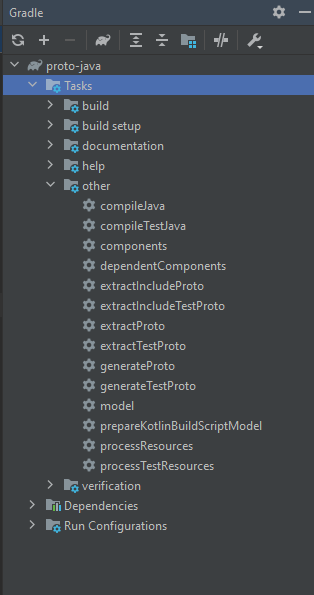 Gradle
proto-java
Tasks
build
build setup
documentation
help
other
compileJava
compileTestJava
components
dependentComponents
extractIncludeProto
extractIncludeTestProto
extractProto
extractTestProto
generateProto
generateTestProto
model
prepareKotlinBuildScriptModel
processResources
processTestResources
verification
Dependencies
Run Configurations